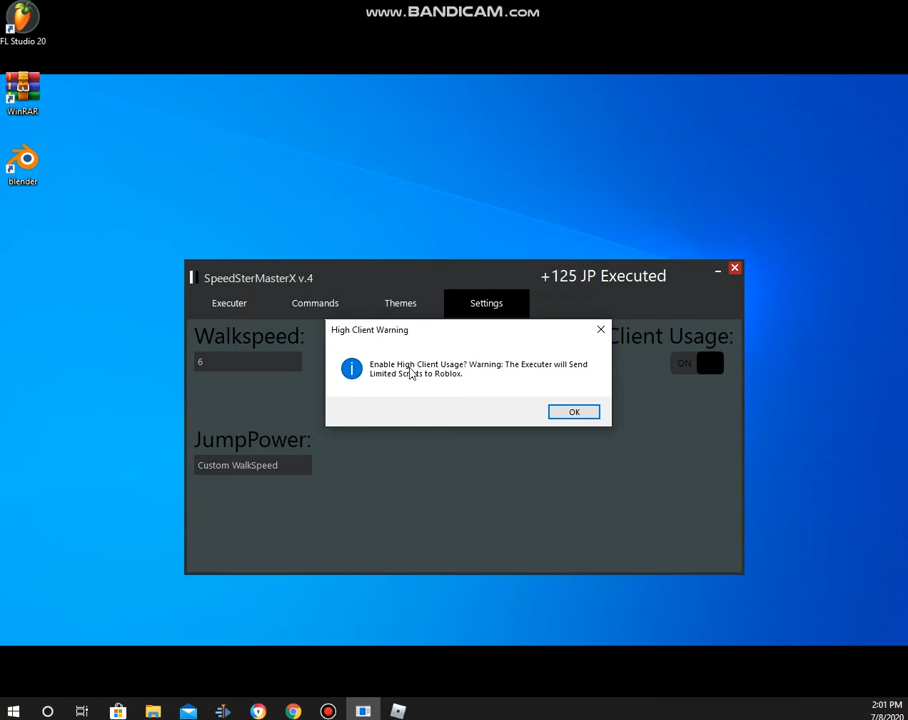 www.BANDICAM.com
FL Studio 20
WinRAR
blender
SpeedSterMasterX v.4
+125 JP Executed
Executer
Commands
Themes
Settings
Walkspeed:
6
Client Usage:
ON
High Client Warning
Enable High Client Usage? Warning: The Executer will Send
Limited Scripts to Roblox.
OK
JumpPower:
Custom WalkSpeed
2:01 PM
7/8/2020